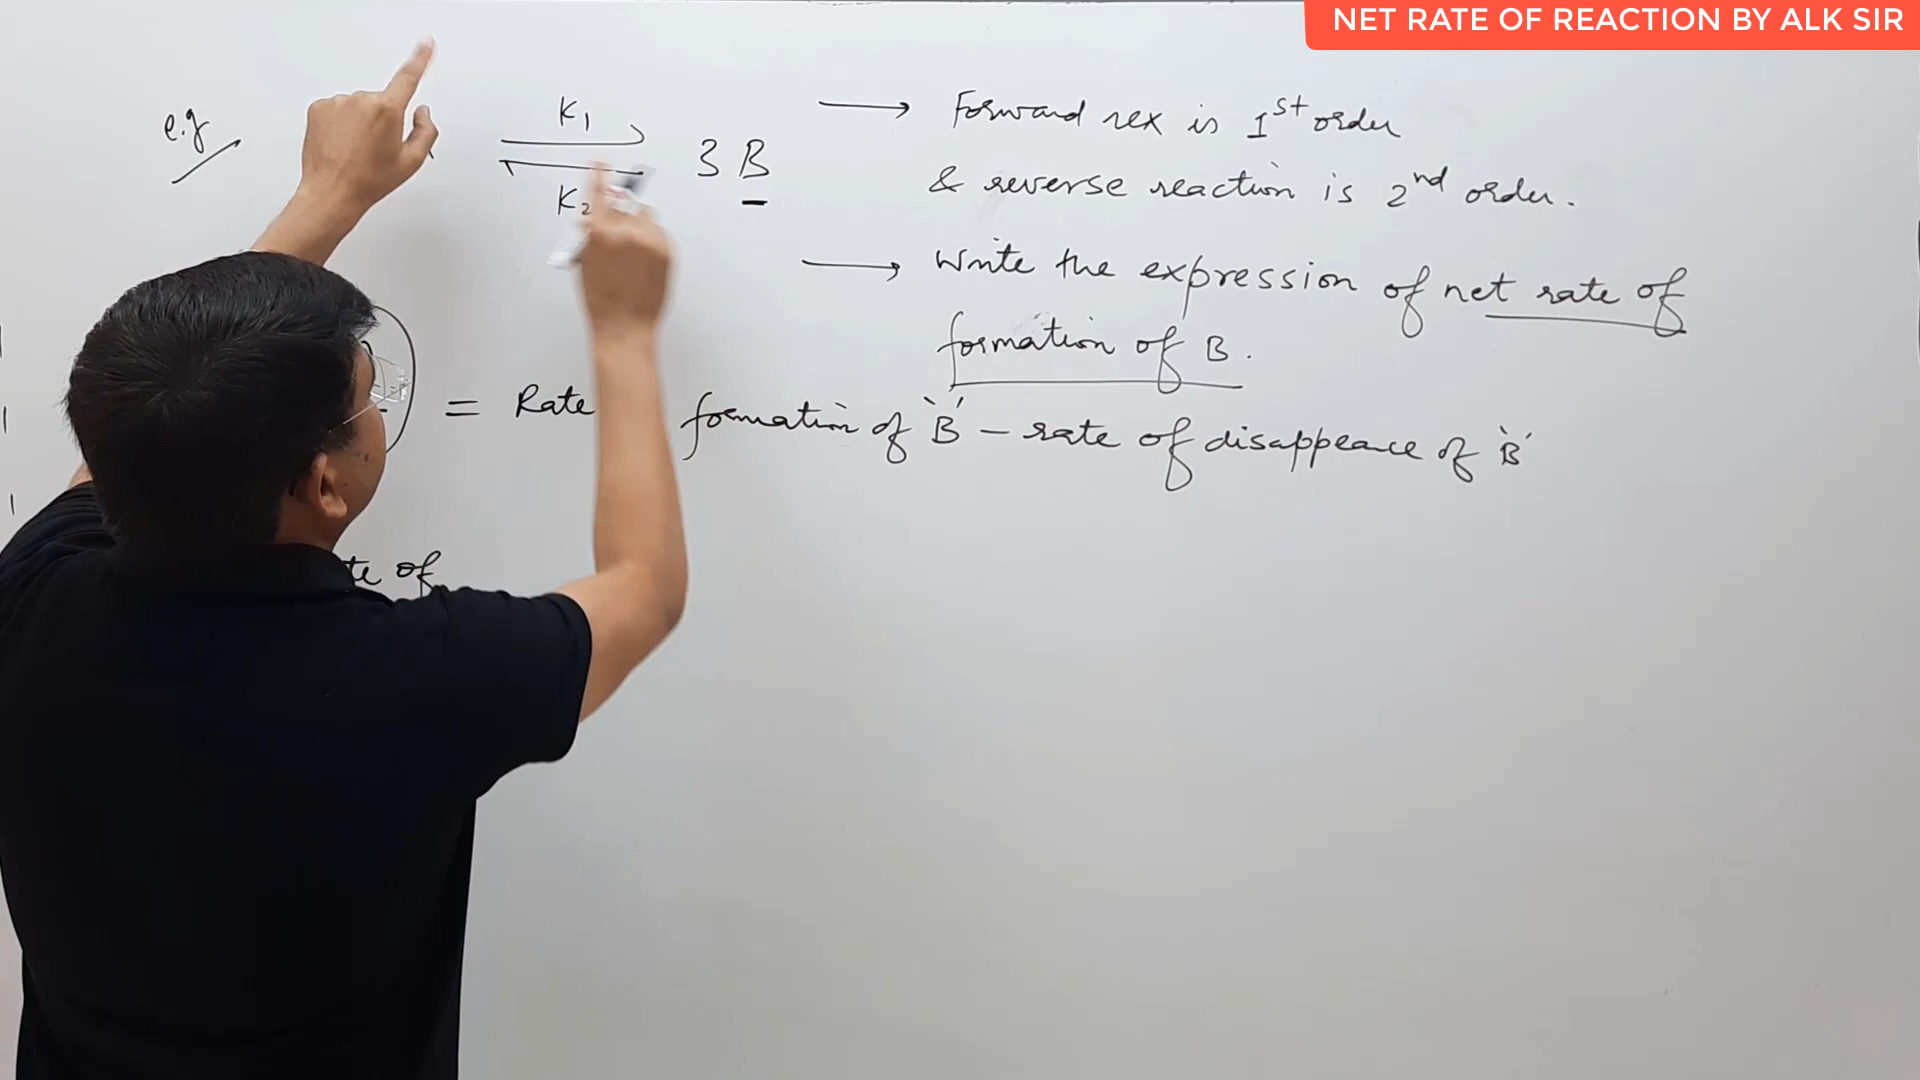 NET RATE OF REACTION BY ALK SIR
e.g K1 3 B → Forward rex is 1st order
K2 & reverse reaction is 2nd order.
→ Write the expression of net rate of
formation of B.
= Rate formation of 'B' - rate of disappeance of 'B'
te of